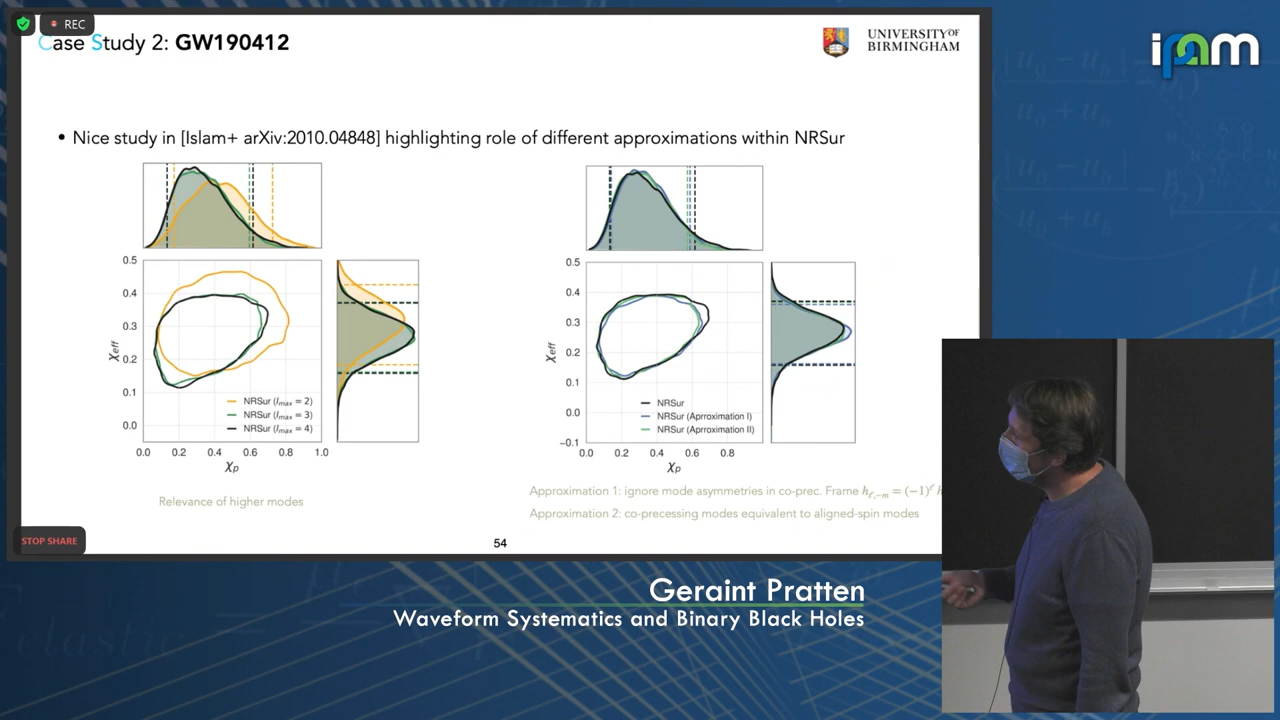 REC
Case Study 2: GW190412
UNIVERSITY OF
BIRMINGHAM
ipam
• Nice study in [Islam+ arXiv:2010.04848] highlighting role of different approximations within NRSur
0.5
0.4
0.3
0.2
0.1
0.0
χeff
NRSur (lmax = 2)
NRSur (lmax = 3)
NRSur (lmax = 4)
0.0 0.2 0.4 0.6 0.8 1.0
χp
Relevance of higher modes
0.5
0.4
0.3
0.2
0.1
0.0
−0.1
χeff
NRSur
NRSur (Aprroximation I)
NRSur (Aprroximation II)
0.0 0.2 0.4 0.6 0.8
χp
Approximation 1: ignore mode asymmetries in co-prec. Frame hℓ,−m = (−1)ℓ h
Approximation 2: co-precessing modes equivalent to aligned-spin modes
STOP SHARE
54
Geraint Pratten
Waveform Systematics and Binary Black Holes